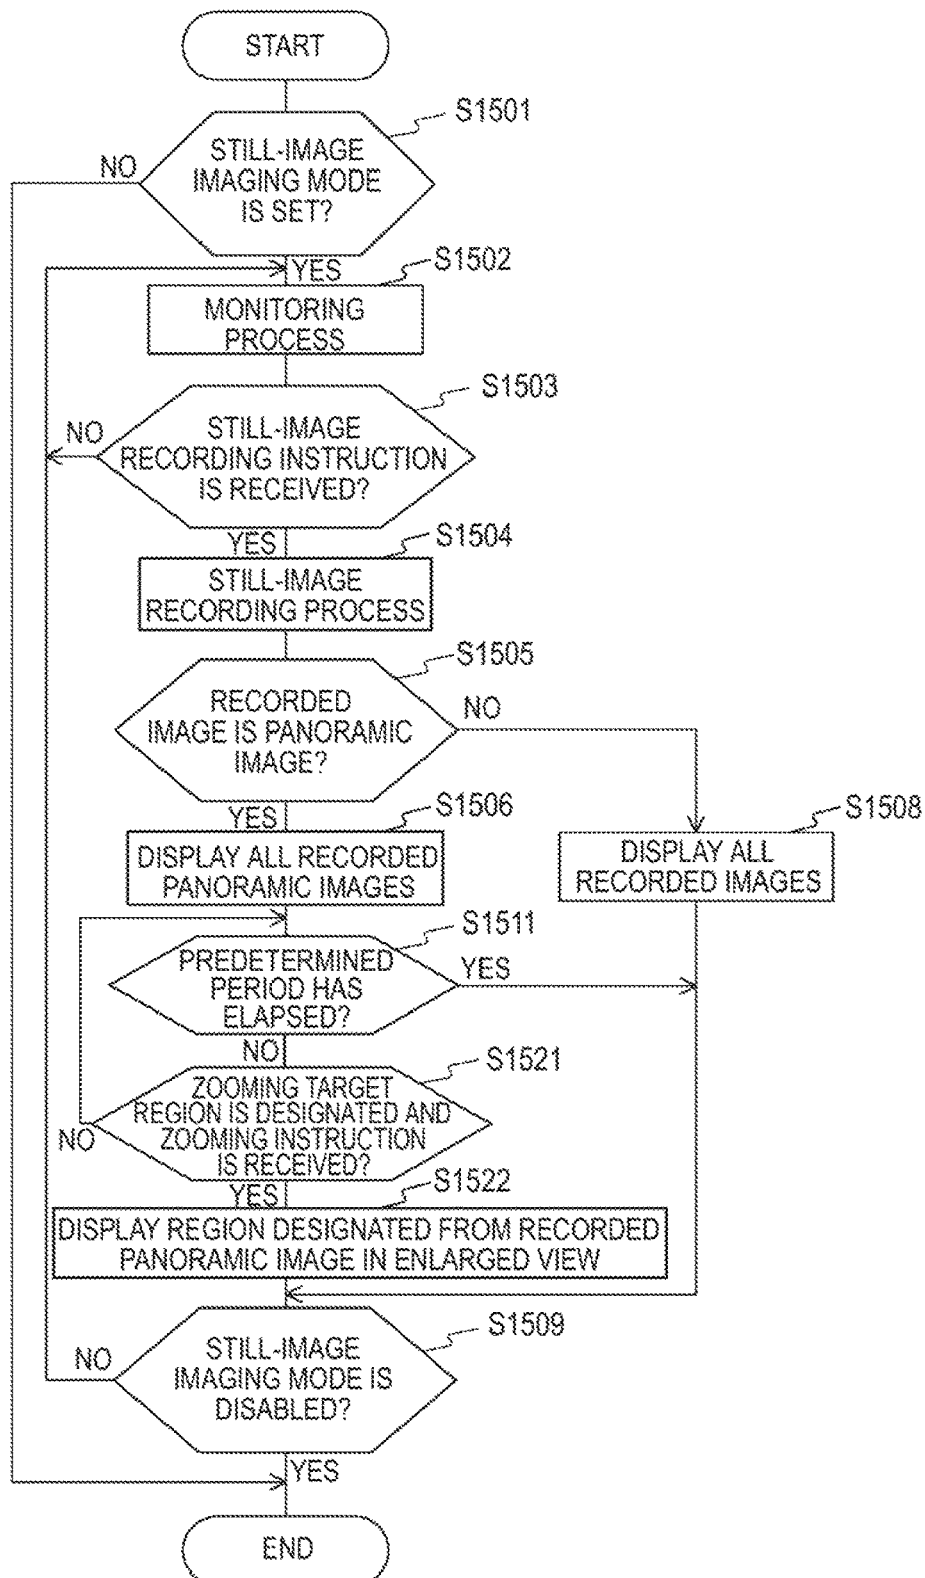 START
S1501
STILL-IMAGE
IMAGING MODE
IS SET?
NO
YES
S1502
MONITORING
PROCESS
S1503
STILL-IMAGE
RECORDING INSTRUCTION
IS RECEIVED?
NO
YES
S1504
STILL-IMAGE
RECORDING PROCESS
S1505
RECORDED
IMAGE IS PANORAMIC
IMAGE?
NO
YES
S1506
DISPLAY ALL RECORDED
PANORAMIC IMAGES
S1508
DISPLAY ALL
RECORDED IMAGES
S1511
PREDETERMINED
PERIOD HAS
ELAPSED?
YES
NO
S1521
ZOOMING TARGET
REGION IS DESIGNATED AND
ZOOMING INSTRUCTION
IS RECEIVED?
NO
YES
S1522
DISPLAY REGION DESIGNATED FROM RECORDED
PANORAMIC IMAGE IN ENLARGED VIEW
S1509
STILL-IMAGE
IMAGING MODE IS
DISABLED?
NO
YES
END